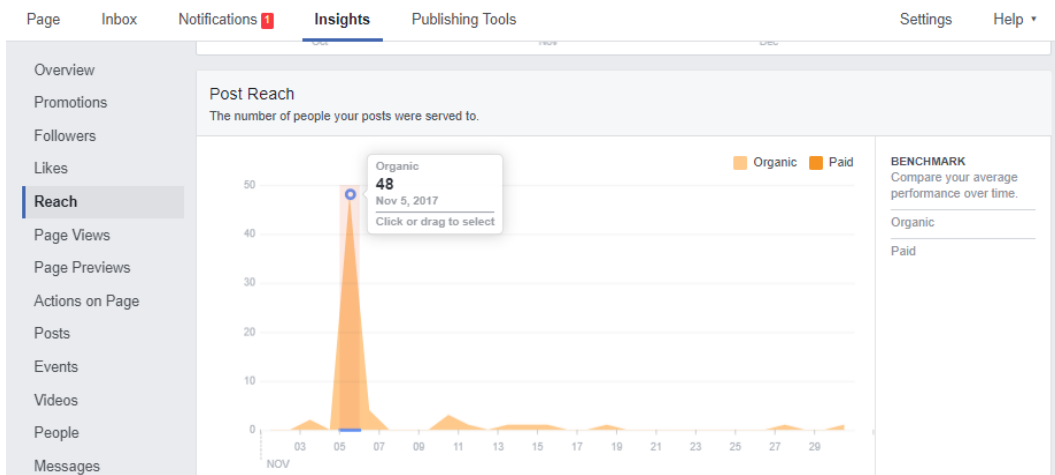 Page Inbox Notifications 1 Insights Publishing Tools Settings Help
Oct Nov Dec
Overview
Promotions
Followers
Likes
Reach
Page Views
Page Previews
Actions on Page
Posts
Events
Videos
People
Messages
Post Reach
The number of people your posts were served to.
Organic Paid
Organic
48
Nov 5, 2017
Click or drag to select
50
40
30
20
10
0
03 05 07 09 11 13 15 17 19 21 23 25 27 29
NOV
BENCHMARK
Compare your average
performance over time.
Organic
Paid